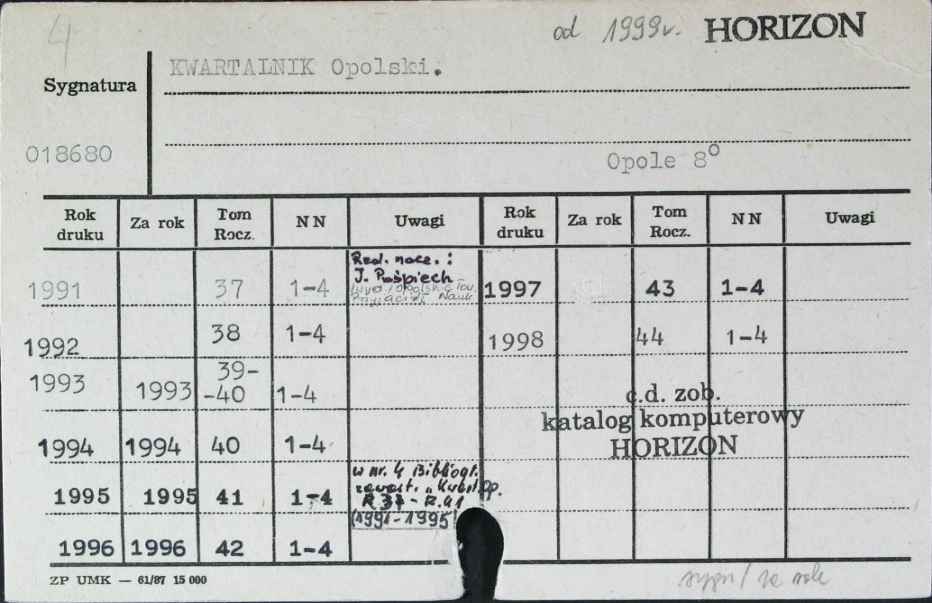 4 od 1999r. HORIZON
KWARTALNIK Opolski.
Sygnatura
018680
Opole 8°
Rok druku Za rok Tom Rocz. NN Uwagi Rok druku Za rok Tom Rocz. NN Uwagi
Red. nacz. :
J. Pośpiech
1991 37 1-4 1997 43 1-4
1992 38 1-4 1998 44 1-4
1993 1993 39-
-40 1-4
c.d. zob.
katalog komputerowy
HORIZON
1994 1994 40 1-4
w nr. 4 Bibliogr.
R 37 - R. 41
(1991-1995)
1995 1995 41 1-4
1996 1996 42 1-4
ZP UMK — 61/87 15 000
sygn/ za rok